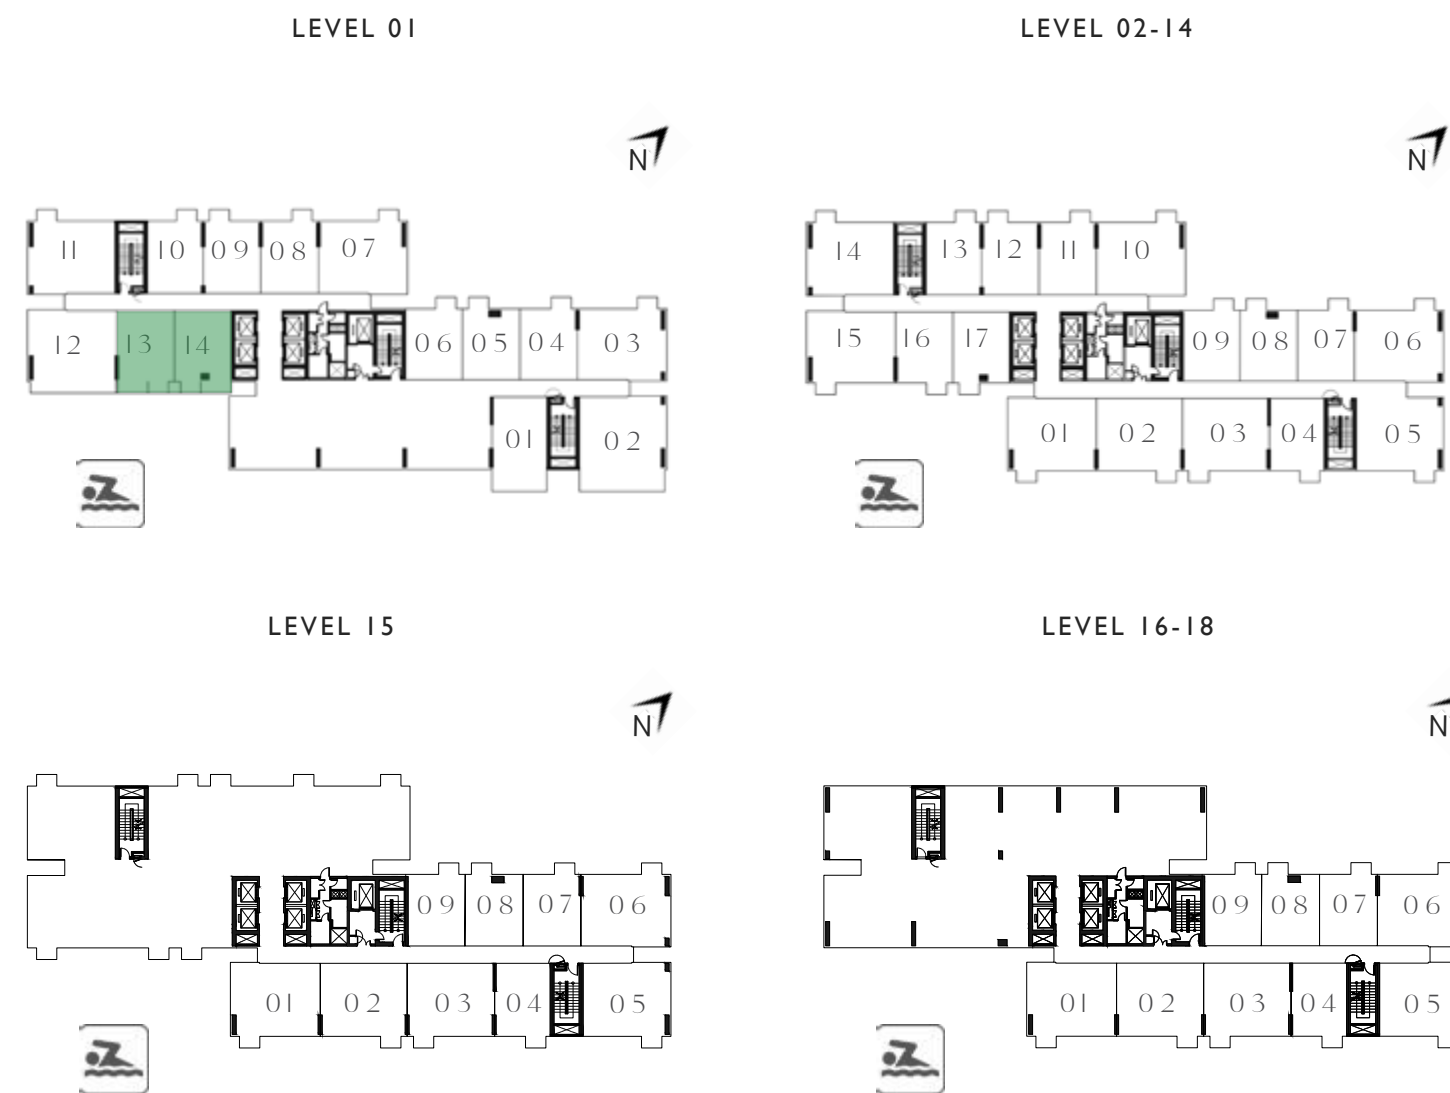 LEVEL 01
LEVEL 02-14
N
N
11 10 09 08 07
14 13 12 11 10
12 13 14 06 05 04 03
15 16 17 09 08 07 06
01 02
01 02 03 04 05
LEVEL 15
LEVEL 16-18
N
N
09 08 07 06
09 08 07 06
01 02 03 04 05
01 02 03 04 05